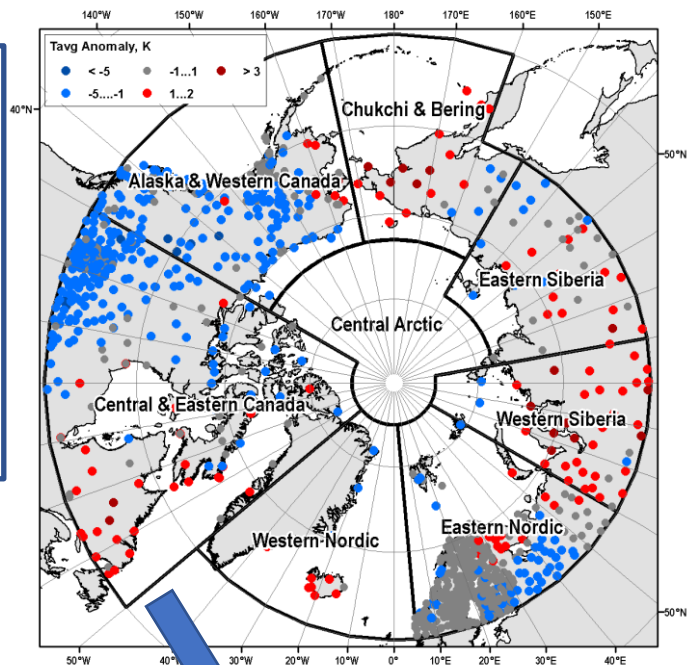 140°W 150°W 160°W 170°W 180° 170°E 160°E 150°E
Tavg Anomaly, K
< -5 -1...1 > 3
-5....-1 1...2
40°N
50°N
Chukchi & Bering
Alaska & Western Canada
Eastern Siberia
Central Arctic
Central & Eastern Canada
Western Siberia
Eastern Nordic
Western Nordic
50°N
50°W 40°W 30°W 20°W 10°W 0° 10°E 20°E 30°E 40°E